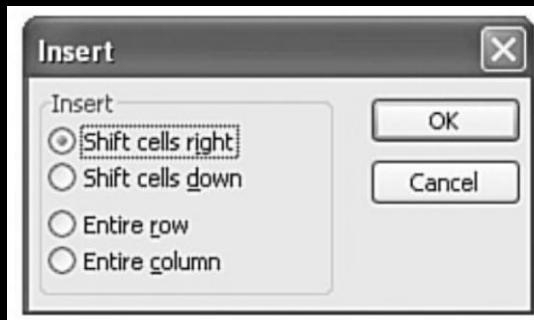 Insert
Insert
Shift cells right
Shift cells down
Entire row
Entire column
OK
Cancel